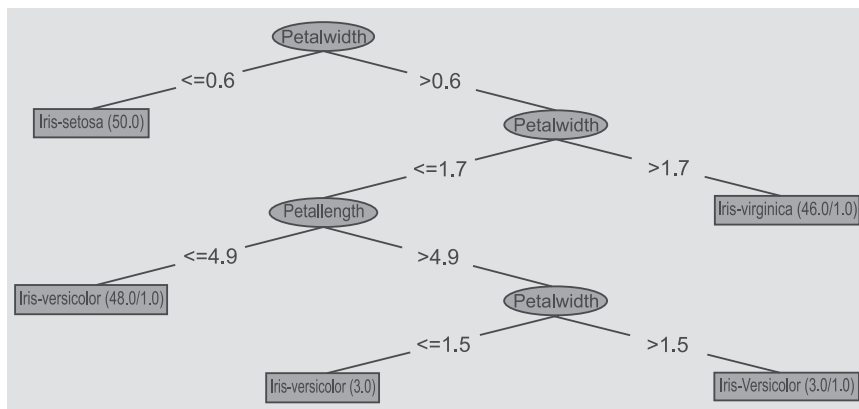 Petalwidth
<=0.6
>0.6
Iris-setosa (50.0)
Petalwidth
<=1.7
>1.7
Petallength
Iris-virginica (46.0/1.0)
<=4.9
>4.9
Iris-versicolor (48.0/1.0)
Petalwidth
<=1.5
>1.5
Iris-versicolor (3.0)
Iris-Versicolor (3.0/1.0)